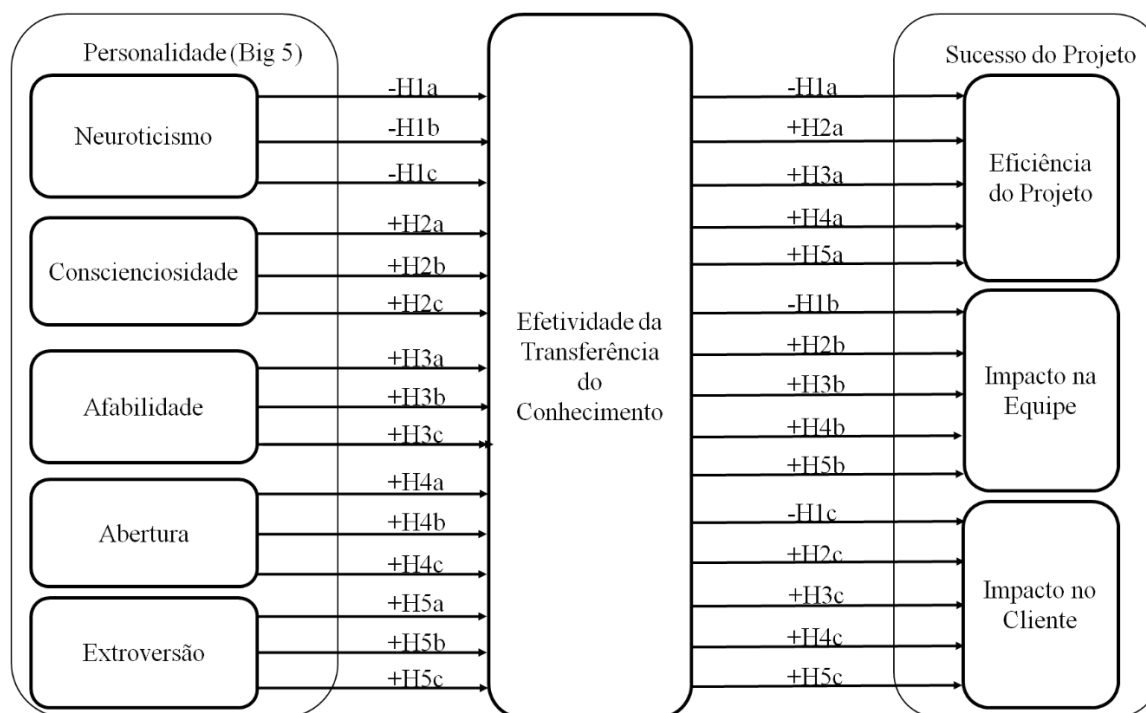 Personalidade (Big 5)
Neuroticismo
-H1a
-H1b
-H1c
Conscienciosidade
+H2a
+H2b
+H2c
Afabilidade
+H3a
+H3b
+H3c
Abertura
+H4a
+H4b
+H4c
Extroversão
+H5a
+H5b
+H5c
Efetividade da
Transferência
do
Conhecimento
Sucesso do Projeto
-H1a
+H2a
+H3a
+H4a
+H5a
Eficiência
do Projeto
-H1b
+H2b
+H3b
+H4b
+H5b
Impacto na
Equipe
-H1c
+H2c
+H3c
+H4c
+H5c
Impacto no
Cliente